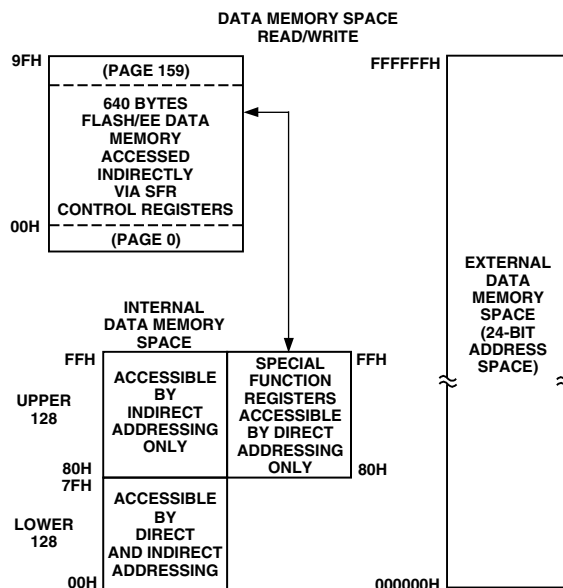 DATA MEMORY SPACE
READ/WRITE
9FH
(PAGE 159)
640 BYTES
FLASH/EE DATA
MEMORY
ACCESSED
INDIRECTLY
VIA SFR
CONTROL REGISTERS
00H
(PAGE 0)
FFFFFFH
EXTERNAL
DATA
MEMORY
SPACE
(24-BIT
ADDRESS
SPACE)
000000H
INTERNAL
DATA MEMORY
SPACE
FFH
UPPER
128
ACCESSIBLE
BY
INDIRECT
ADDRESSING
ONLY
80H
7FH
SPECIAL
FUNCTION
REGISTERS
ACCESSIBLE
BY DIRECT
ADDRESSING
ONLY
FFH
80H
LOWER
128
ACCESSIBLE
BY
DIRECT
AND INDIRECT
ADDRESSING
00H